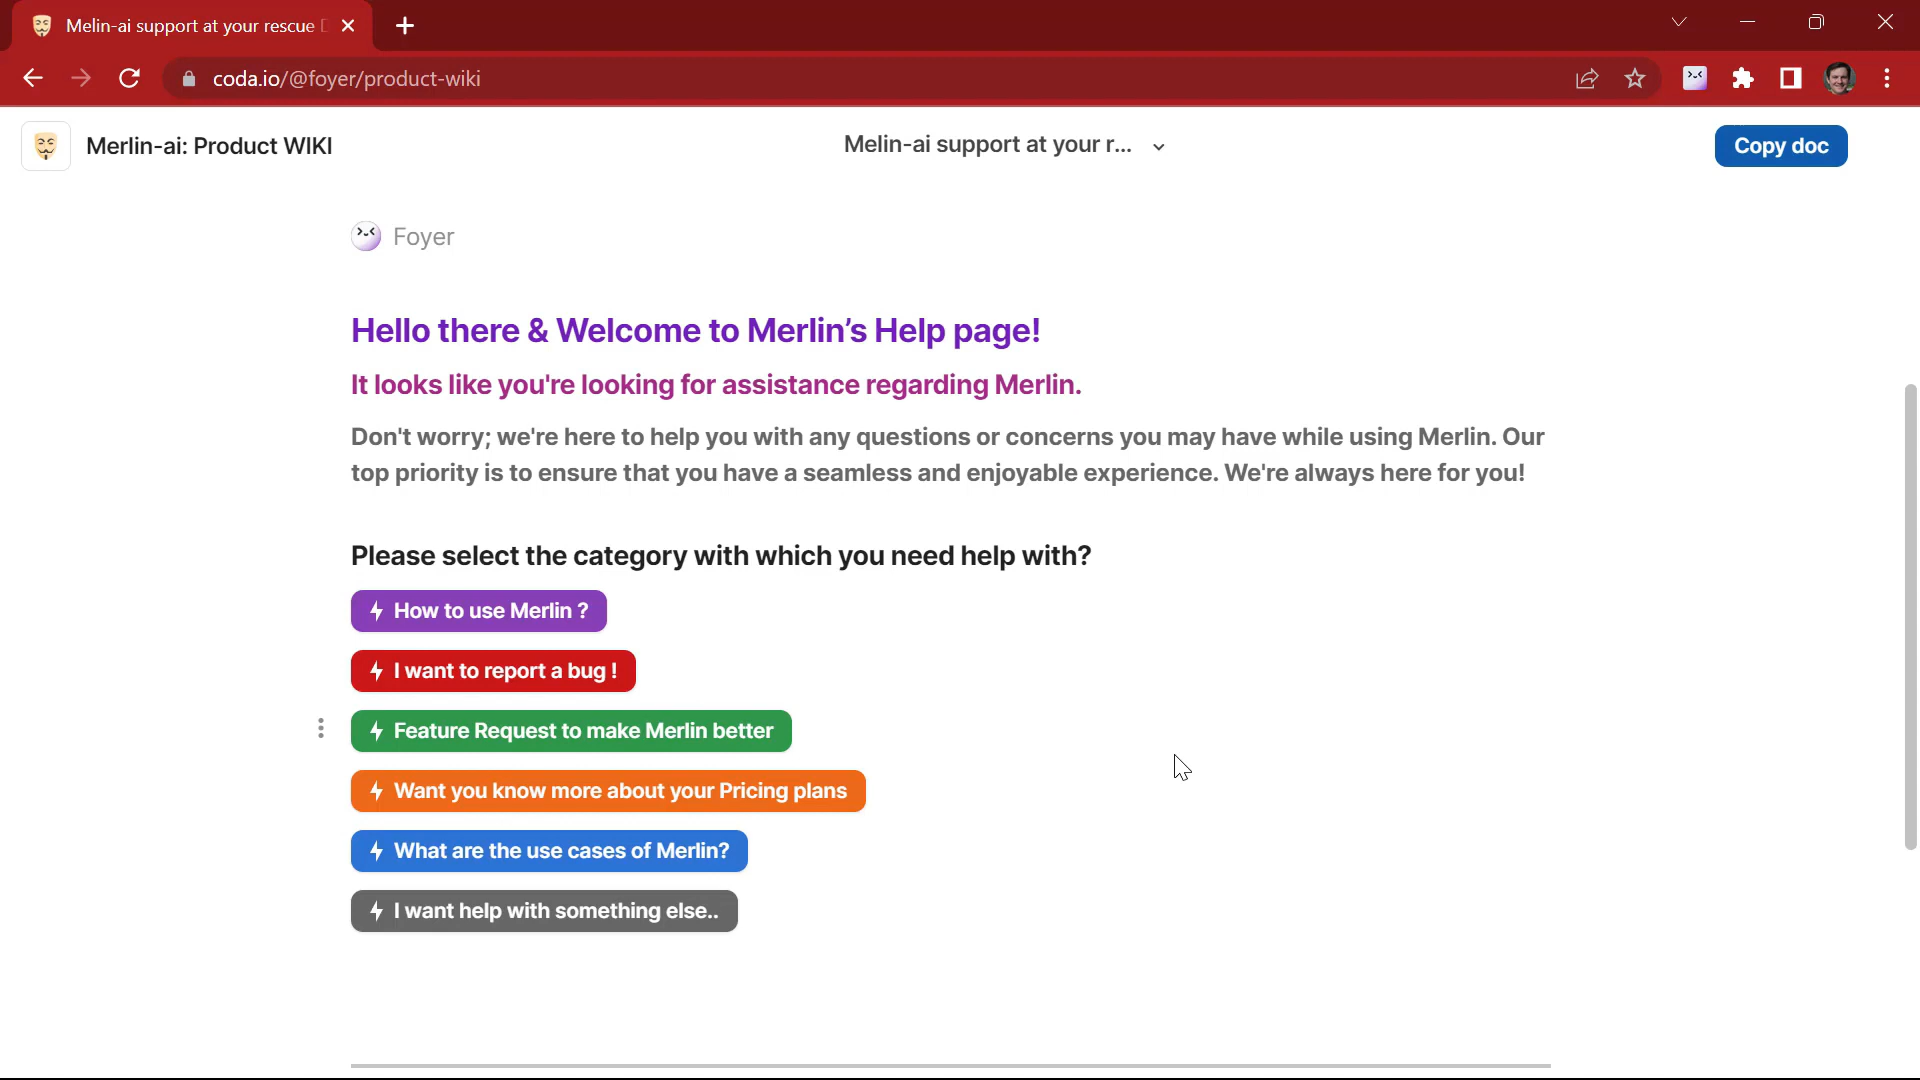 Melin-ai support at your rescue
coda.io/@foyer/product-wiki
Merlin-ai: Product WIKI
Melin-ai support at your r...
Copy doc
Foyer
Hello there & Welcome to Merlin's Help page!
It looks like you're looking for assistance regarding Merlin.
Don't worry; we're here to help you with any questions or concerns you may have while using Merlin. Our
top priority is to ensure that you have a seamless and enjoyable experience. We're always here for you!
Please select the category with which you need help with?
How to use Merlin ?
I want to report a bug !
Feature Request to make Merlin better
Want you know more about your Pricing plans
What are the use cases of Merlin?
I want help with something else..